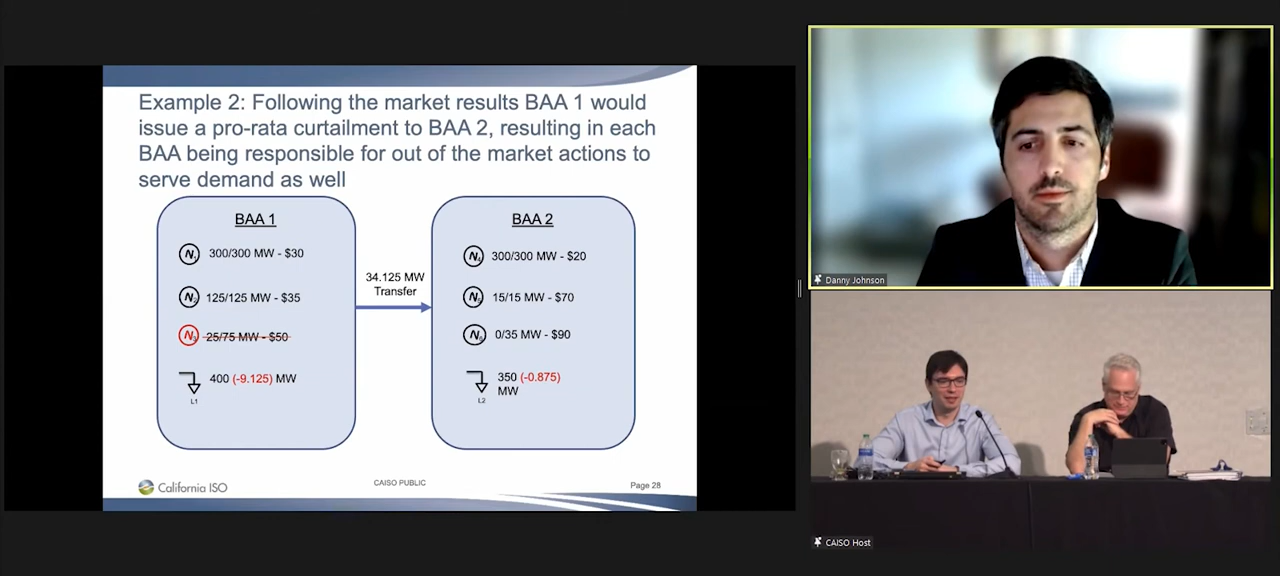 Example 2: Following the market results BAA 1 would
issue a pro-rata curtailment to BAA 2, resulting in each
BAA being responsible for out of the market actions to
serve demand as well
BAA 1
300/300 MW - $30
125/125 MW - $35
25/75 MW - $50
400 (-9.125) MW
L1
34.125 MW
Transfer
BAA 2
300/300 MW - $20
15/15 MW - $70
0/35 MW - $90
350 (-0.875)
MW
L2
California ISO
CAISO PUBLIC
Page 28
Danny Johnson
CAISO Host